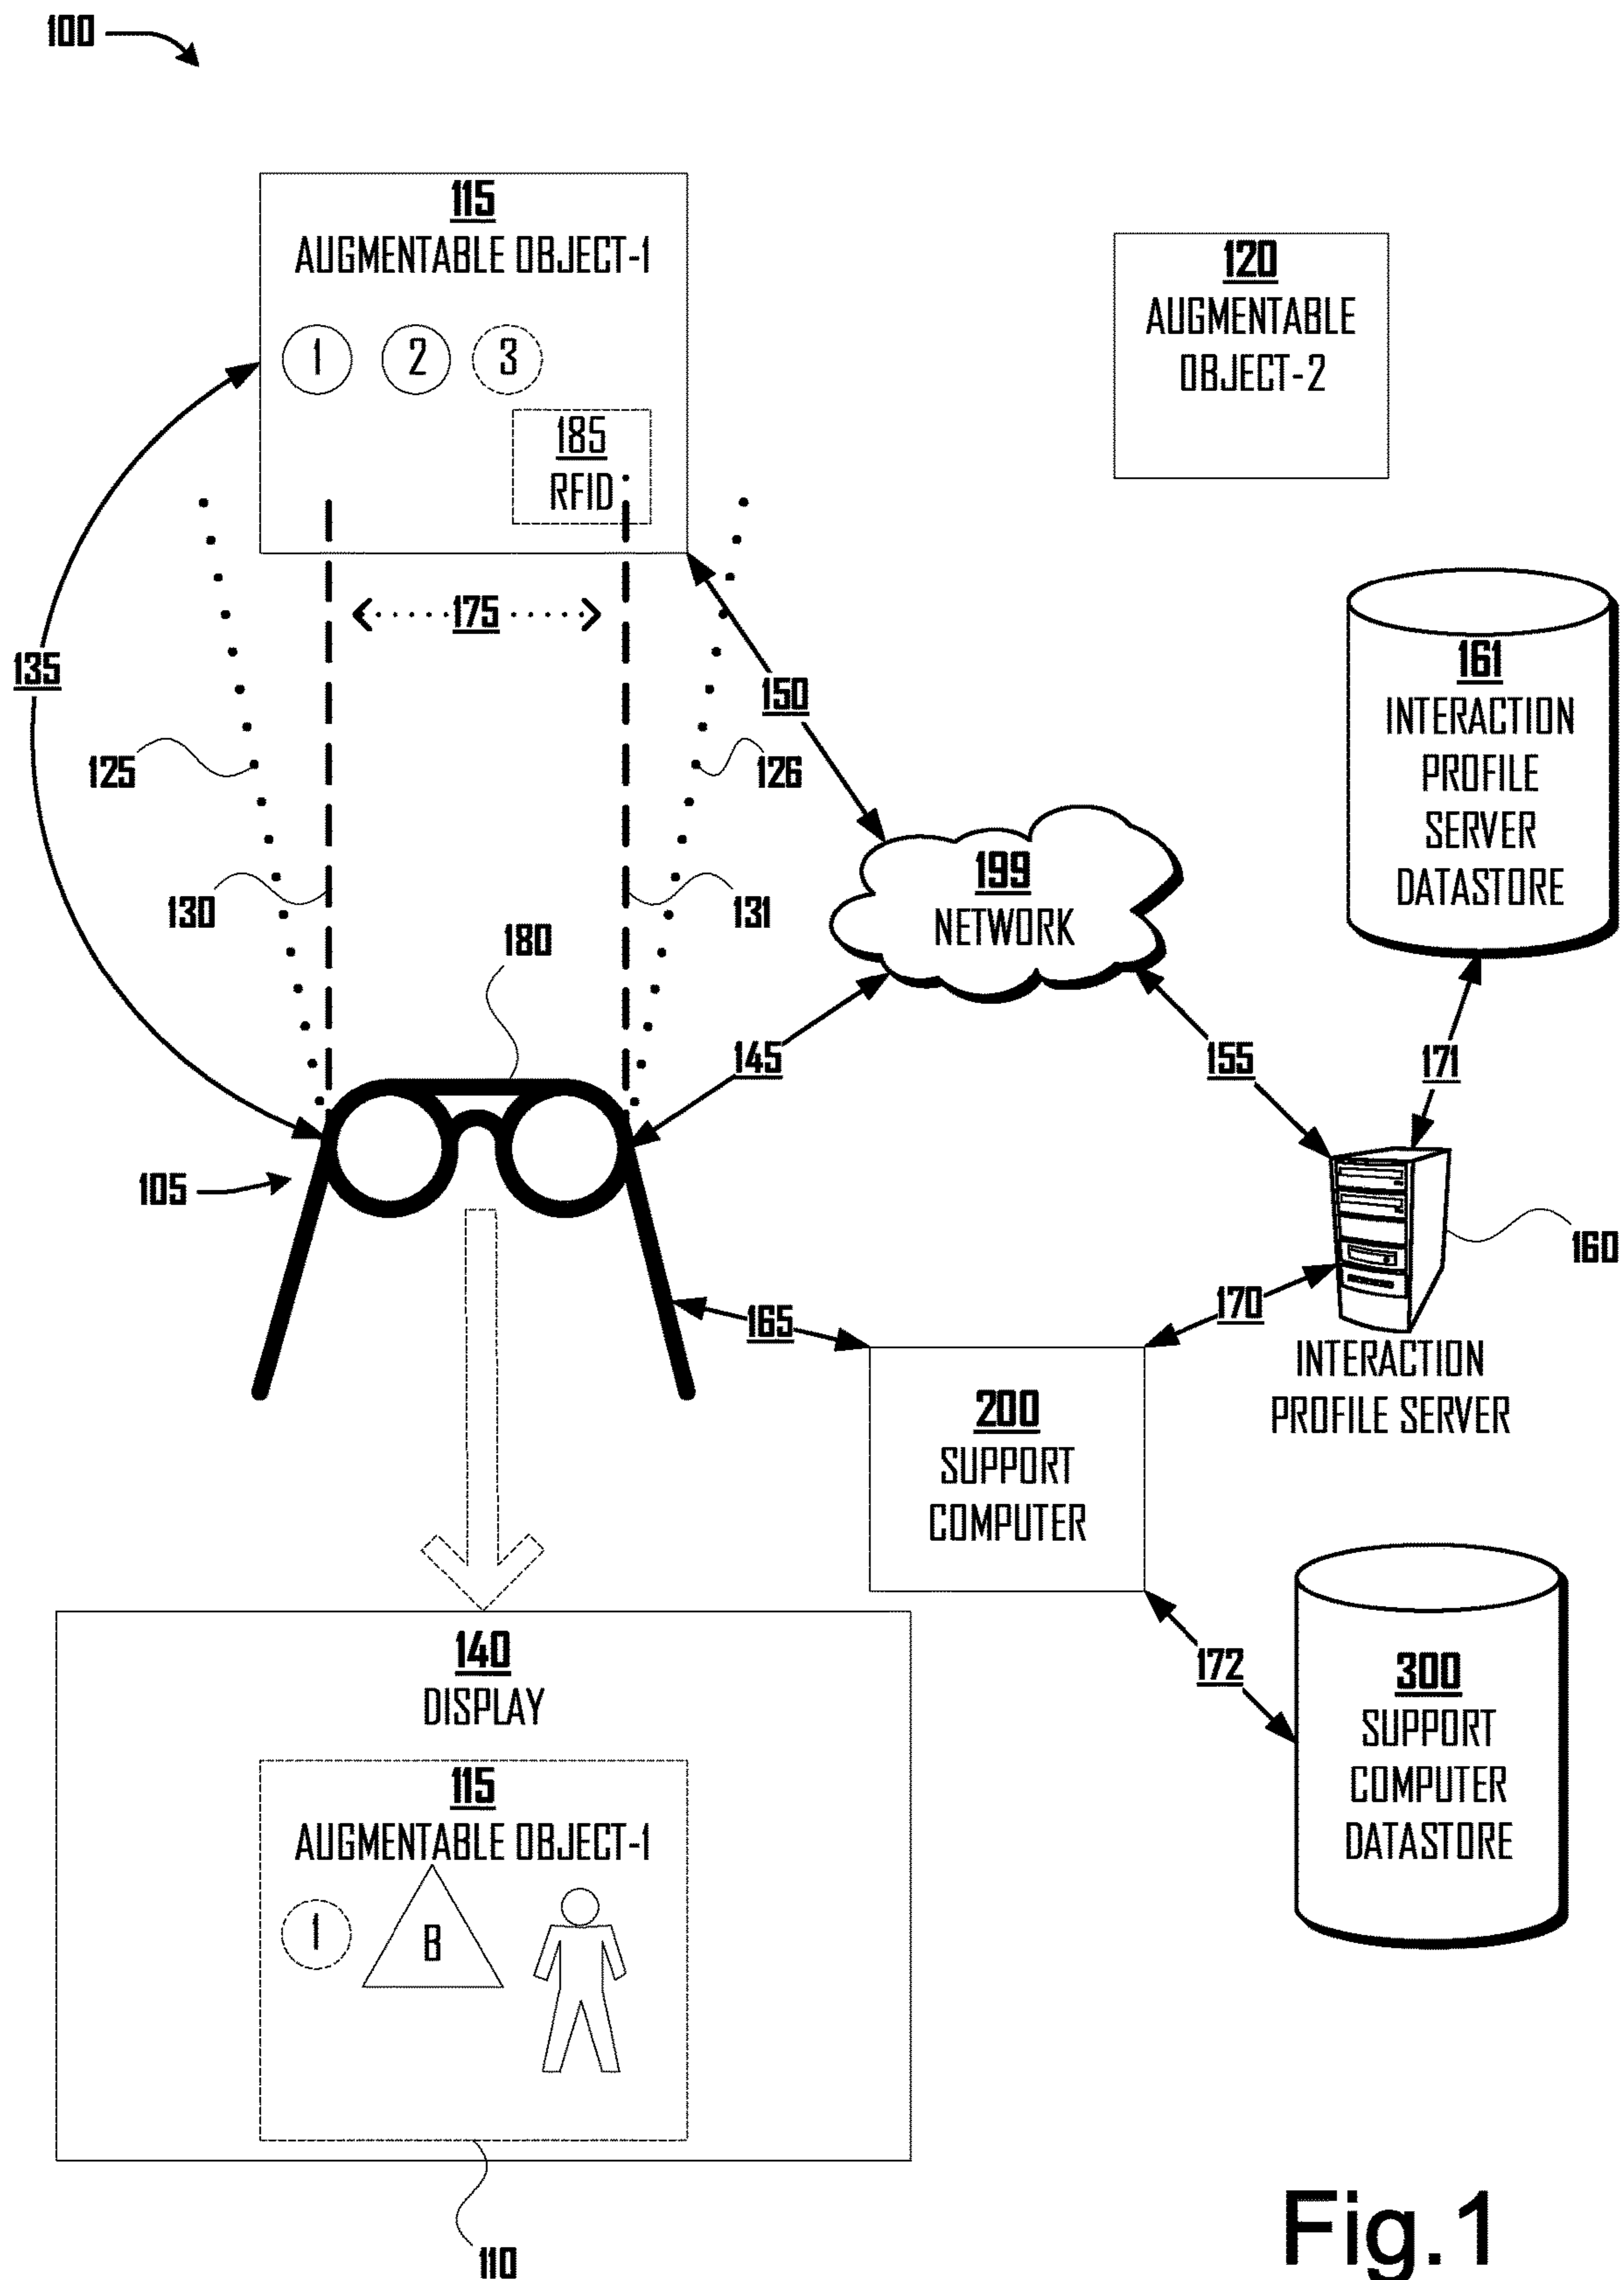 100
115
AUGMENTABLE OBJECT-1
1 2 3
185
RFID
120
AUGMENTABLE
OBJECT-2
175
135
150
125
126
161
INTERACTION
PROFILE
SERVER
DATASTORE
199
NETWORK
130
131
180
145
155
171
105
160
165
170
INTERACTION
PROFILE SERVER
200
SUPPORT
COMPUTER
172
300
SUPPORT
COMPUTER
DATASTORE
140
DISPLAY
115
AUGMENTABLE OBJECT-1
1 B
110
Fig.1